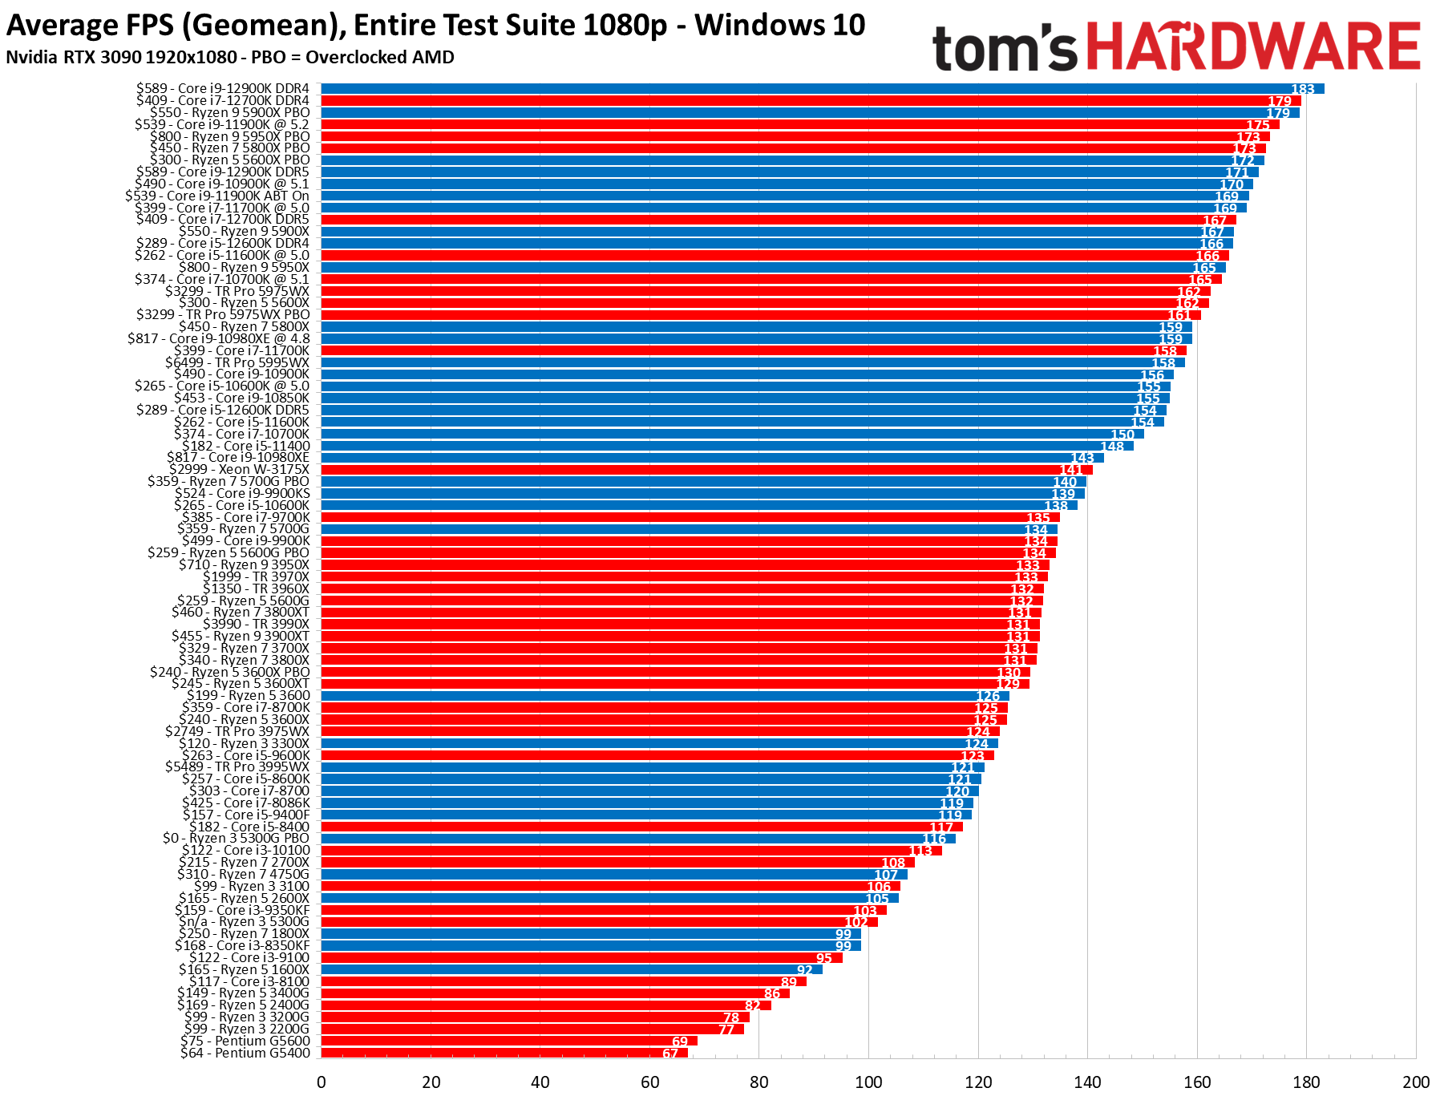 Average FPS (Geomean), Entire Test Suite 1080p - Windows 10
Nvidia RTX 3090 1920x1080 - PBO = Overclocked AMD
tom's HARDWARE
$589 - Core i9-12900K DDR4 183
$409 - Core i7-12700K DDR4 179
$550 - Ryzen 9 5900X PBO 179
$539 - Core i9-11900K @ 5.2 175
$800 - Ryzen 9 5950X PBO 173
$450 - Ryzen 7 5800X PBO 173
$300 - Ryzen 5 5600X PBO 172
$589 - Core i9-12900K DDR5 171
$490 - Core i9-10900K @ 5.1 170
$539 - Core i9-11900K ABT On 169
$399 - Core i7-11700K @ 5.0 169
$409 - Core i7-12700K DDR5 167
$550 - Ryzen 9 5900X 167
$289 - Core i5-12600K DDR4 166
$262 - Core i5-11600K @ 5.0 166
$800 - Ryzen 9 5950X 165
$374 - Core i7-10700K @ 5.1 165
$3299 - TR Pro 5975WX 162
$300 - Ryzen 5 5600X 162
$3299 - TR Pro 5975WX PBO 161
$450 - Ryzen 7 5800X 159
$817 - Core i9-10980XE @ 4.8 159
$399 - Core i7-11700K 158
$6499 - TR Pro 5995WX 158
$490 - Core i9-10900K 156
$265 - Core i5-10600K @ 5.0 155
$453 - Core i9-10850K 155
$289 - Core i5-12600K DDR5 154
$262 - Core i5-11600K 154
$374 - Core i7-10700K 150
$182 - Core i5-11400 148
$817 - Core i9-10980XE 143
$2999 - Xeon W-3175X 141
$359 - Ryzen 7 5700G PBO 140
$524 - Core i9-9900KS 139
$265 - Core i5-10600K 138
$385 - Core i7-9700K 135
$359 - Ryzen 7 5700G 134
$499 - Core i9-9900K 134
$259 - Ryzen 5 5600G PBO 134
$710 - Ryzen 9 3950X 133
$1999 - TR 3970X 133
$1350 - TR 3960X 132
$259 - Ryzen 5 5600G 132
$460 - Ryzen 7 3800XT 131
$3990 - TR 3990X 131
$455 - Ryzen 9 3900XT 131
$329 - Ryzen 7 3700X 131
$340 - Ryzen 7 3800X 131
$240 - Ryzen 5 3600X PBO 130
$245 - Ryzen 5 3600XT 129
$199 - Ryzen 5 3600 126
$359 - Core i7-8700K 125
$240 - Ryzen 5 3600X 125
$2749 - TR Pro 3975WX 124
$120 - Ryzen 3 3300X 124
$263 - Core i5-9600K 123
$5489 - TR Pro 3995WX 121
$257 - Core i5-8600K 121
$303 - Core i7-8700 120
$425 - Core i7-8086K 119
$157 - Core i5-9400F 119
$182 - Core i5-8400 117
$0 - Ryzen 3 5300G PBO 116
$122 - Core i3-10100 113
$215 - Ryzen 7 2700X 108
$310 - Ryzen 7 4750G 107
$99 - Ryzen 3 3100 106
$165 - Ryzen 5 2600X 105
$159 - Core i3-9350KF 103
$n/a - Ryzen 3 5300G 102
$250 - Ryzen 7 1800X 99
$168 - Core i3-8350KF 99
$122 - Core i3-9100 95
$165 - Ryzen 5 1600X 92
$117 - Core i3-8100 89
$149 - Ryzen 5 3400G 86
$169 - Ryzen 5 2400G 82
$99 - Ryzen 3 3200G 78
$99 - Ryzen 3 2200G 77
$75 - Pentium G5600 69
$64 - Pentium G5400 67
0 20 40 60 80 100 120 140 160 180 200